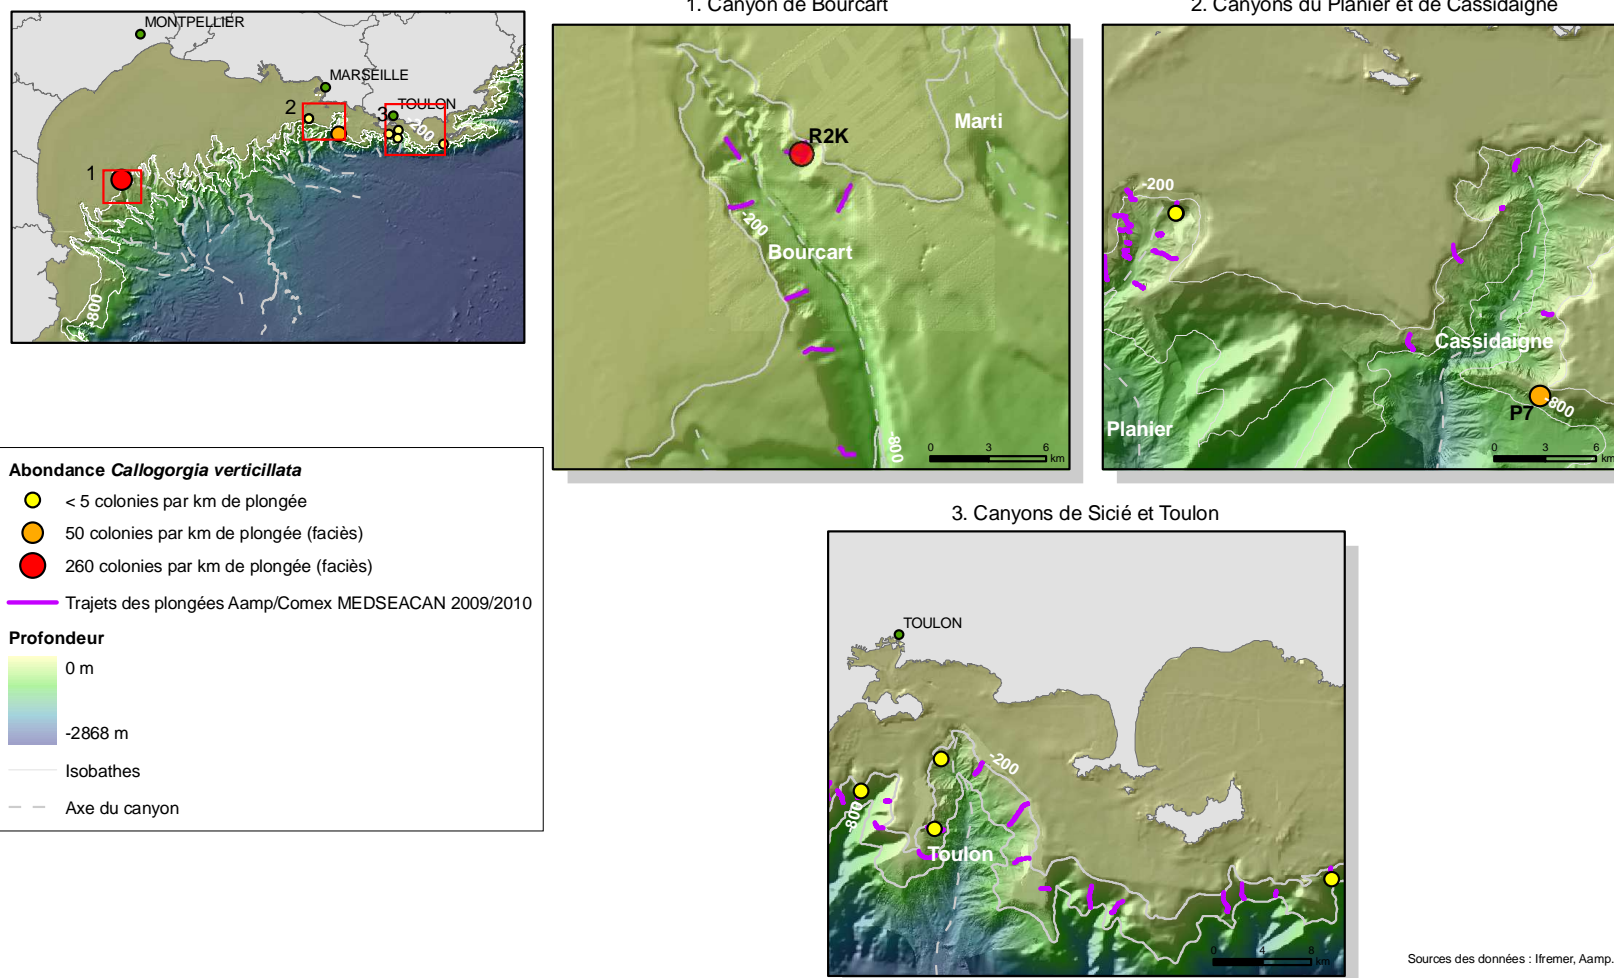 MONTPELLIER
MARSEILLE
2
TOULON
3
-200
1
-800
1. Canyon de Bourcart
R2K
Marti
-200
Bourcart
-800
0 3 6
km
2. Canyons du Planier et de Cassidaigne
-200
Cassidaigne
-800
P7
Planier
0 3 6
km
Abondance Callogorgia verticillata
< 5 colonies par km de plongée
50 colonies par km de plongée (faciès)
260 colonies par km de plongée (faciès)
Trajets des plongées Aamp/Comex MEDSEACAN 2009/2010
Profondeur
0 m
-2868 m
Isobathes
Axe du canyon
3. Canyons de Sicié et Toulon
TOULON
-200
-800
Toulon
0 4 8
km
Sources des données : Ifremer, Aamp.